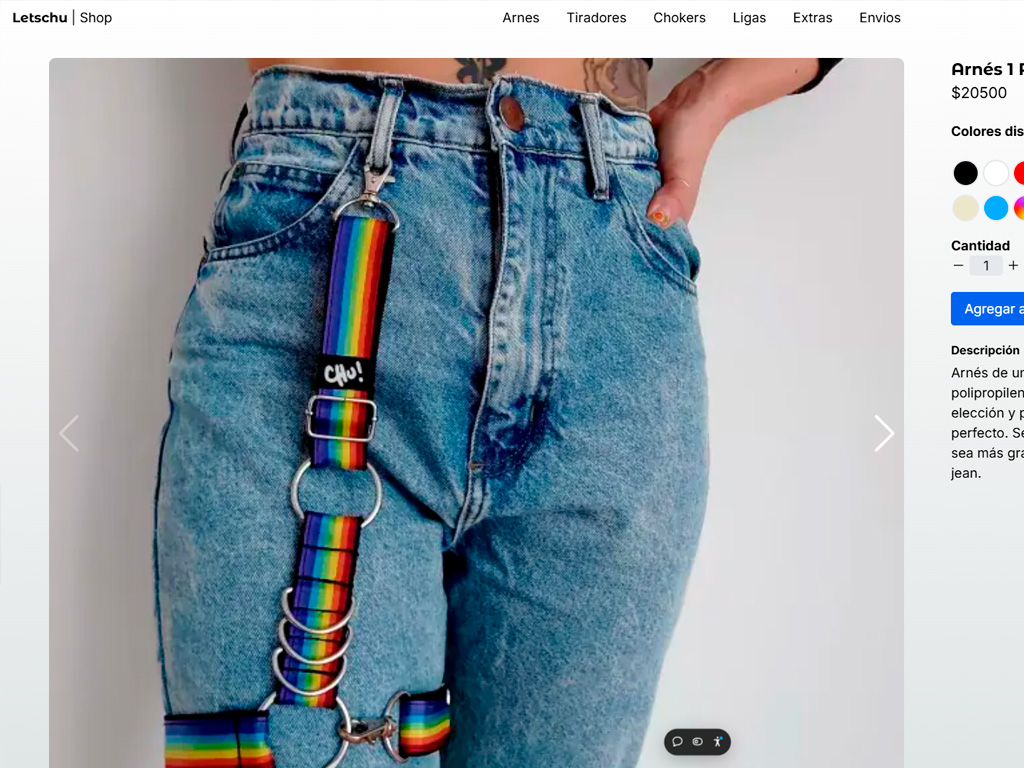 Letschu | Shop
Arnes Tiradores Chokers Ligas Extras Envios
Arnés 1
$20500
Colores dis
Cantidad
− 1 +
Agregar a
Descripción
Arnés de un
polipropilen
elección y p
perfecto. Se
sea más gra
jean.
CHU!